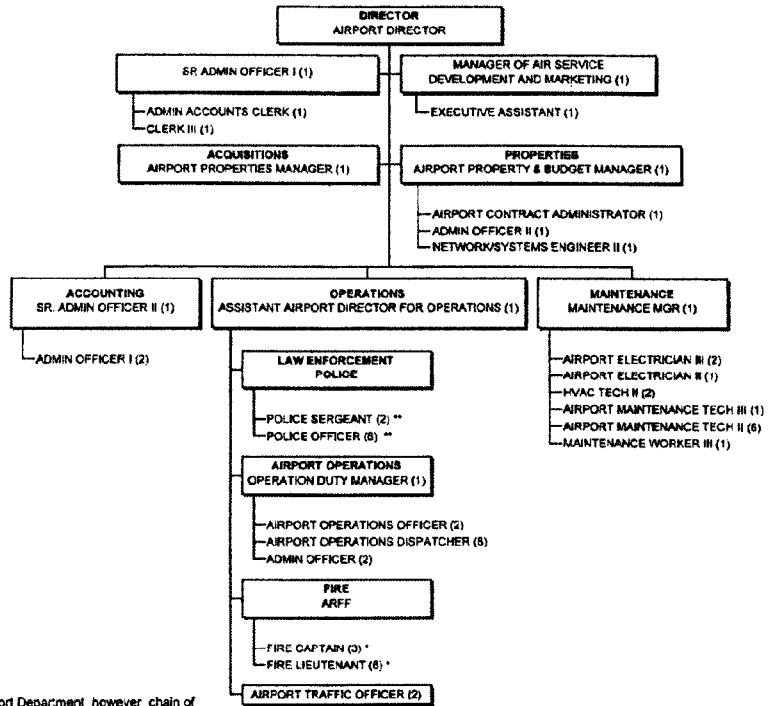 DIRECTOR
AIRPORT DIRECTOR
SR ADMIN OFFICER I (1)
ADMIN ACCOUNTS CLERK (1)
CLERK III (1)
MANAGER OF AIR SERVICE
DEVELOPMENT AND MARKETING (1)
EXECUTIVE ASSISTANT (1)
ACQUISITIONS
AIRPORT PROPERTIES MANAGER (1)
PROPERTIES
AIRPORT PROPERTY & BUDGET MANAGER (1)
AIRPORT CONTRACT ADMINISTRATOR (1)
ADMIN OFFICER II (1)
NETWORK/SYSTEMS ENGINEER II (1)
ACCOUNTING
SR. ADMIN OFFICER II (1)
ADMIN OFFICER I (2)
OPERATIONS
ASSISTANT AIRPORT DIRECTOR FOR OPERATIONS (1)
LAW ENFORCEMENT
POLICE
POLICE SERGEANT (2) **
POLICE OFFICER (6) **
AIRPORT OPERATIONS
OPERATION DUTY MANAGER (1)
AIRPORT OPERATIONS OFFICER (2)
AIRPORT OPERATIONS DISPATCHER (6)
ADMIN OFFICER (2)
FIRE
ARFF
FIRE CAPTAIN (3) *
FIRE LIEUTENANT (6) *
AIRPORT TRAFFIC OFFICER (2)
MAINTENANCE
MAINTENANCE MGR (1)
AIRPORT ELECTRICIAN III (2)
AIRPORT ELECTRICIAN II (1)
HVAC TECH II (2)
AIRPORT MAINTENANCE TECH III (1)
AIRPORT MAINTENANCE TECH II (6)
MAINTENANCE WORKER III (1)
ort Department, however, chain of